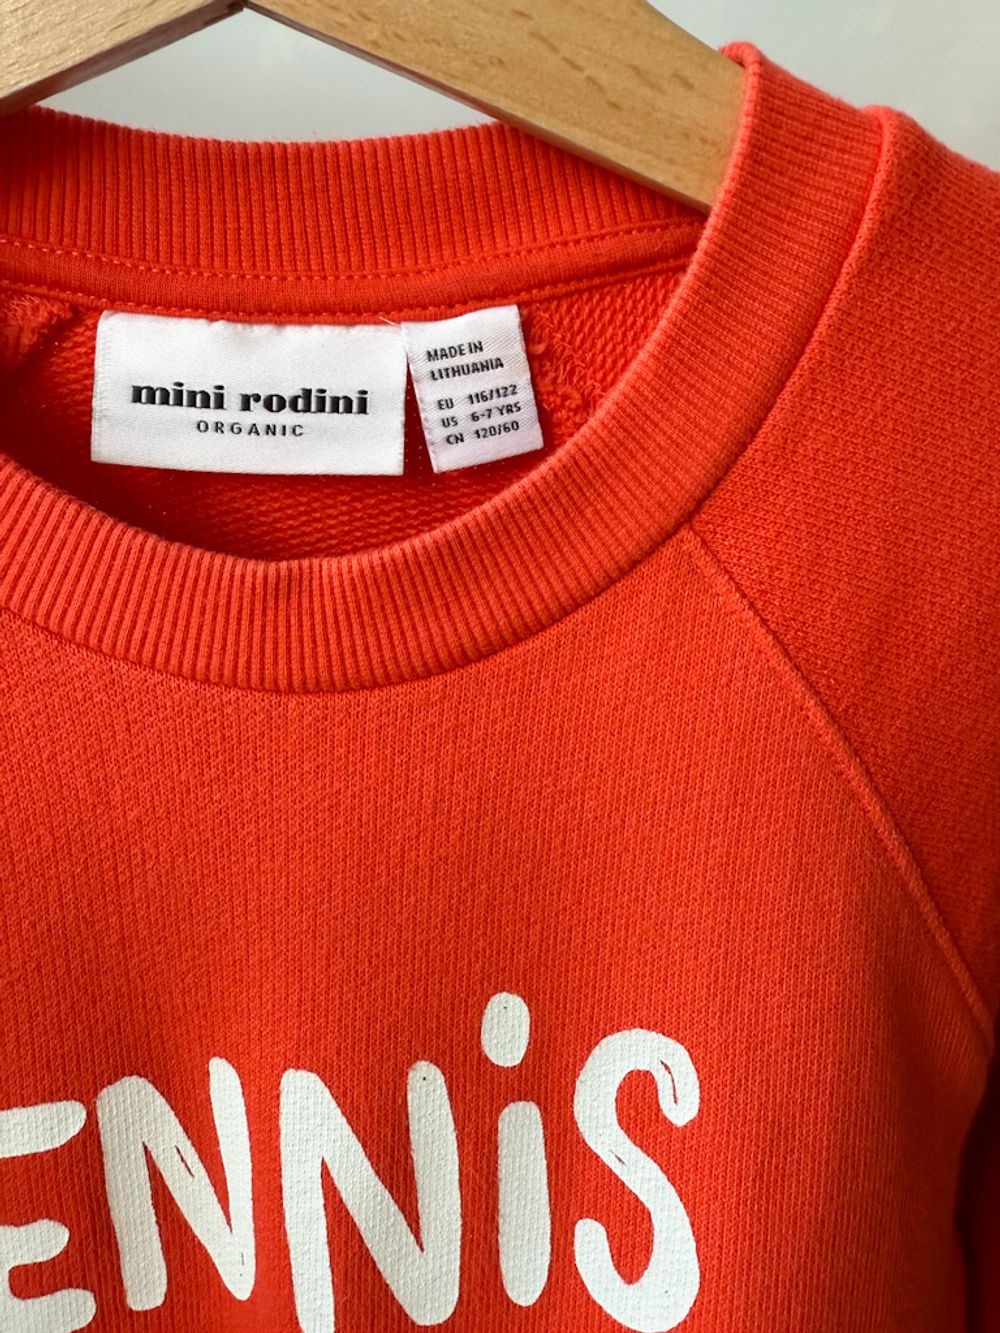 mini rodini
ORGANIC
MADE IN
LITHUANIA
EU 116/122
US 6-7 YRS
CN 120/60
ENNiS